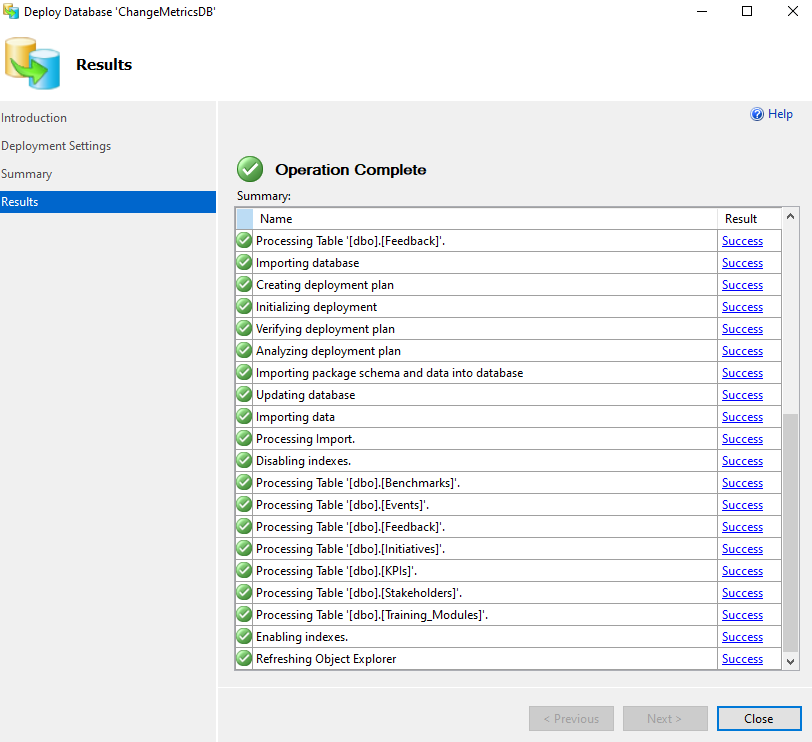 Deploy Database 'ChangeMetricsDB'
Results
Introduction
Deployment Settings
Summary
Results
Help
Operation Complete
Summary:
Name Result
Processing Table '[dbo].[Feedback]'. Success
Importing database Success
Creating deployment plan Success
Initializing deployment Success
Verifying deployment plan Success
Analyzing deployment plan Success
Importing package schema and data into database Success
Updating database Success
Importing data Success
Processing Import. Success
Disabling indexes. Success
Processing Table '[dbo].[Benchmarks]'. Success
Processing Table '[dbo].[Events]'. Success
Processing Table '[dbo].[Feedback]'. Success
Processing Table '[dbo].[Initiatives]'. Success
Processing Table '[dbo].[KPIs]'. Success
Processing Table '[dbo].[Stakeholders]'. Success
Processing Table '[dbo].[Training_Modules]'. Success
Enabling indexes. Success
Refreshing Object Explorer Success
< Previous Next > Close